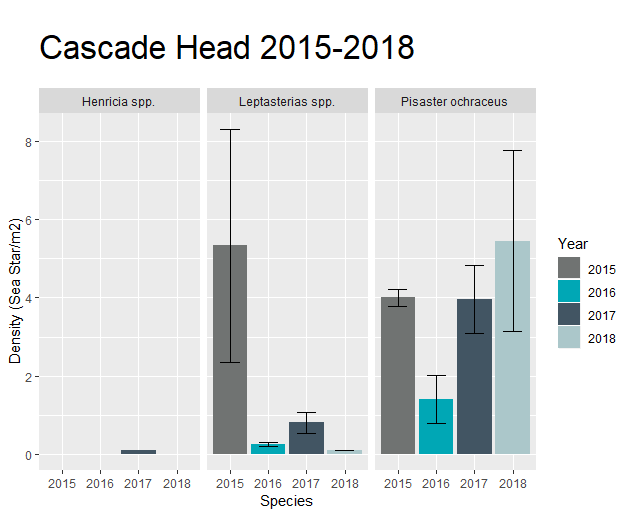 Cascade Head 2015-2018
Henricia spp.
Leptasterias spp.
Pisaster ochraceus
Density (Sea Star/m2)
8
6
4
2
0
2015 2016 2017 2018
2015 2016 2017 2018
2015 2016 2017 2018
Species
Year
2015
2016
2017
2018